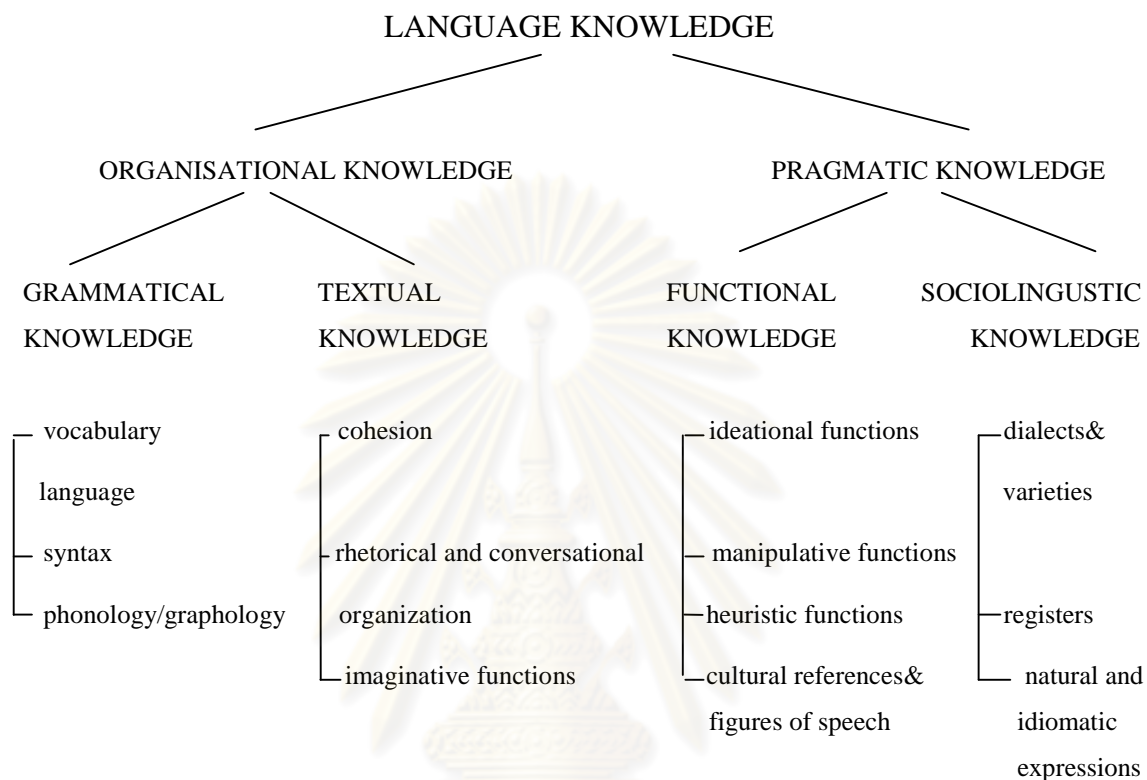 LANGUAGE KNOWLEDGE
ORGANISATIONAL KNOWLEDGE
PRAGMATIC KNOWLEDGE
GRAMMATICAL
KNOWLEDGE
TEXTUAL
KNOWLEDGE
FUNCTIONAL
KNOWLEDGE
SOCIOLINGUSTIC
KNOWLEDGE
vocabulary
language
syntax
phonology/graphology
cohesion
rhetorical and conversational
organization
imaginative functions
ideational functions
manipulative functions
heuristic functions
cultural references&
figures of speech
dialects&
varieties
registers
natural and
idiomatic
expressions